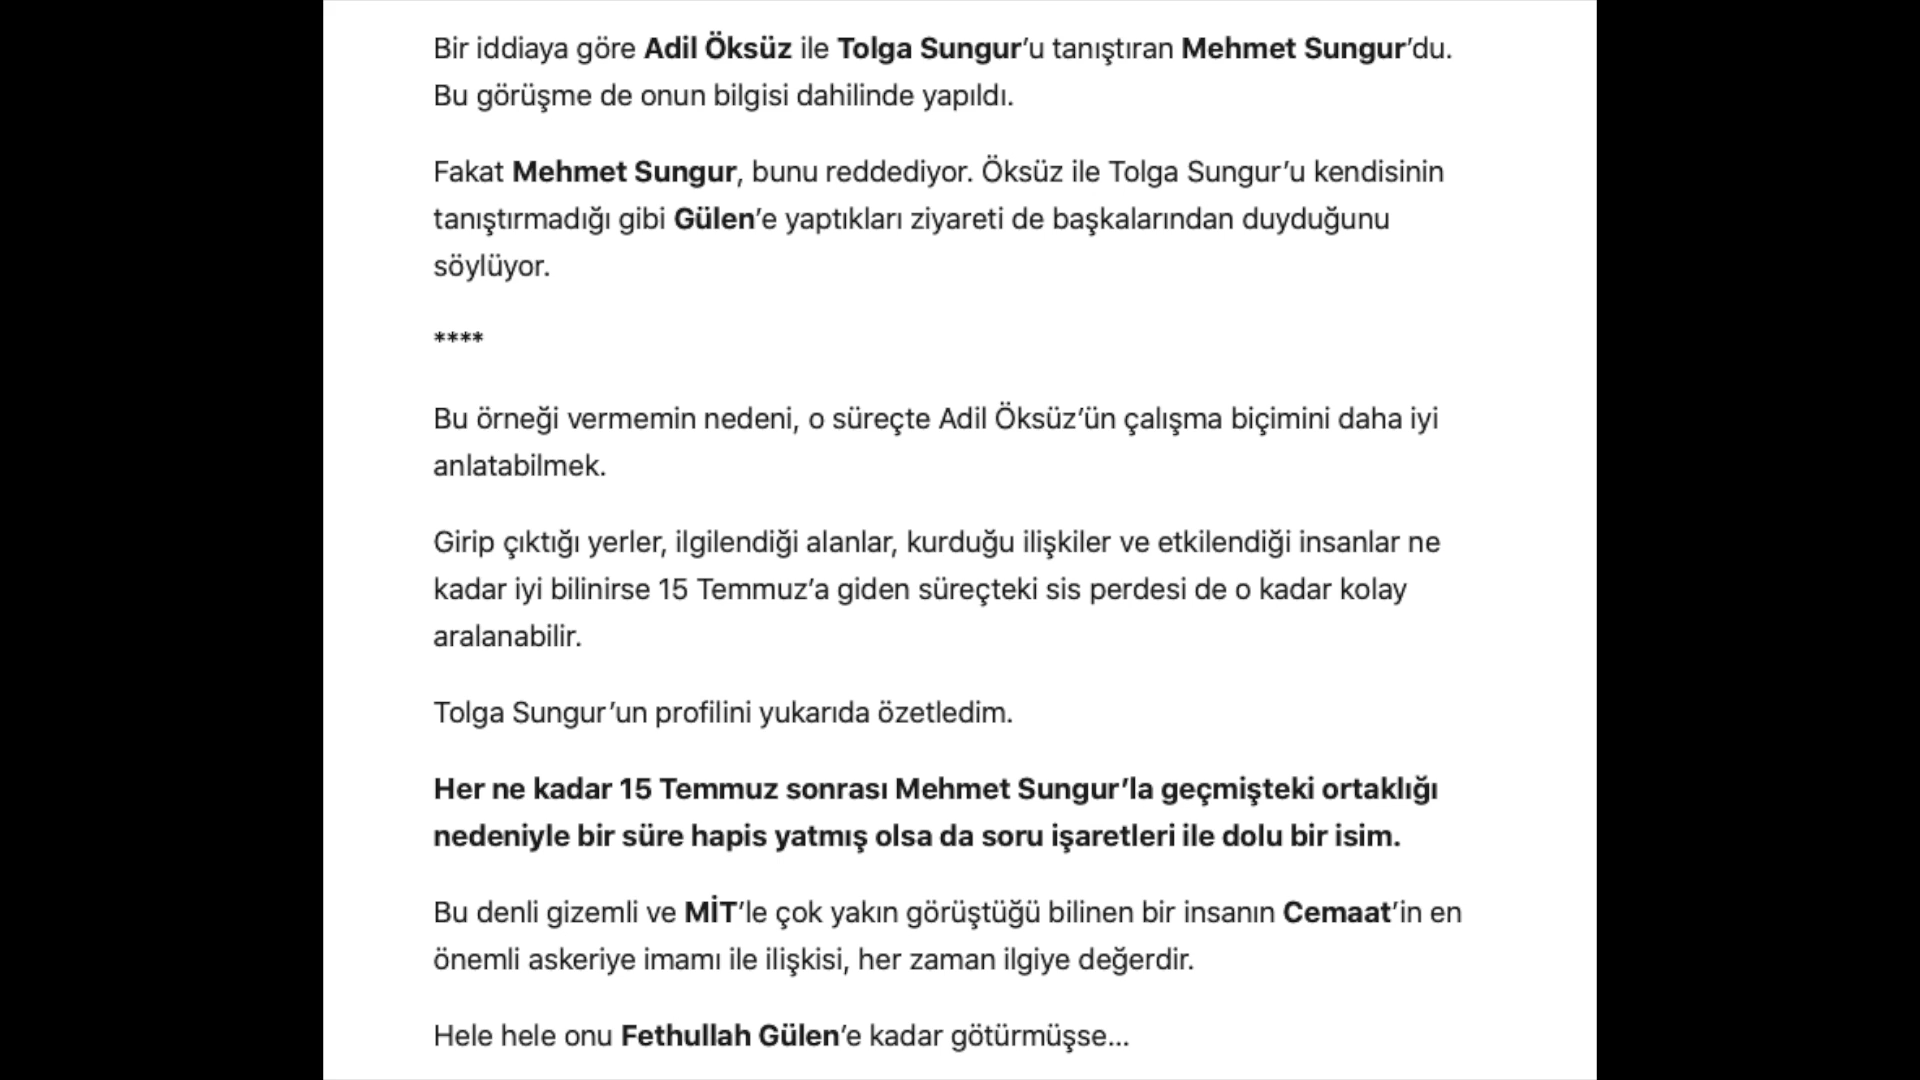 Bir iddiaya göre Adil Öksüz ile Tolga Sungur’u tanıştıran Mehmet Sungur’du.
Bu görüşme de onun bilgisi dahilinde yapıldı.
Fakat Mehmet Sungur, bunu reddediyor. Öksüz ile Tolga Sungur’u kendisinin
tanıştırmadığı gibi Gülen’e yaptıkları ziyareti de başkalarından duyduğunu
söylüyor.
****
Bu örneği vermemin nedeni, o süreçte Adil Öksüz’ün çalışma biçimini daha iyi
anlatabilmek.
Girip çıktığı yerler, ilgilendiği alanlar, kurduğu ilişkiler ve etkilendiği insanlar ne
kadar iyi bilinirse 15 Temmuz’a giden süreçteki sis perdesi de o kadar kolay
aralanabilir.
Tolga Sungur’un profilini yukarıda özetledim.
Her ne kadar 15 Temmuz sonrası Mehmet Sungur’la geçmişteki ortaklığı
nedeniyle bir süre hapis yatmış olsa da soru işaretleri ile dolu bir isim.
Bu denli gizemli ve MİT’le çok yakın görüştüğü bilinen bir insanın Cemaat’in en
önemli askeriye imamı ile ilişkisi, her zaman ilgiye değerdir.
Hele hele onu Fethullah Gülen’e kadar götürmüşse...